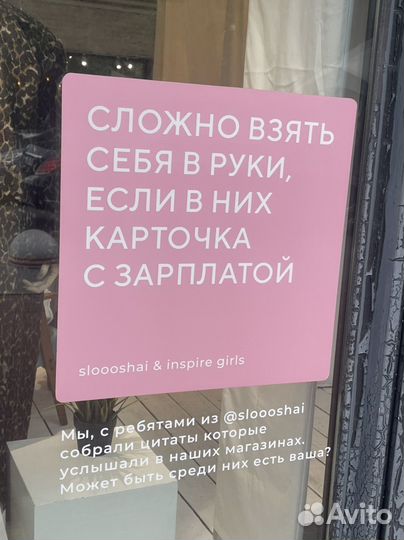 СЛОЖНО ВЗЯТЬ
СЕБЯ В РУКИ,
ЕСЛИ В НИХ
КАРТОЧКА
С ЗАРПЛАТОЙ
sloooshai & inspire girls
Мы, с ребятами из @sloooshai
собрали цитаты которые
услышали в наших магазинах.
Может быть среди них есть ваша?
Avito